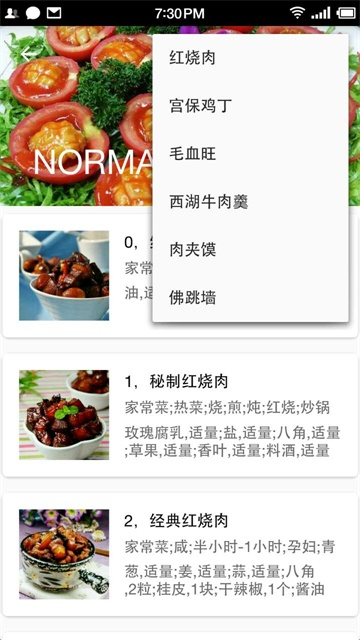 7:30PM
NORMA
红烧肉
宫保鸡丁
毛血旺
西湖牛肉羹
肉夹馍
佛跳墙
0,
家常
油,适
1，秘制红烧肉
家常菜;热菜;烧;煎;炖;红烧;炒锅
玫瑰腐乳,适量;盐,适量;八角,适量
;草果,适量;香叶,适量;料酒,适量
2，经典红烧肉
家常菜;咸;半小时-1小时;孕妇;青
葱,适量;姜,适量;蒜,适量;八角
,2粒;桂皮,1块;干辣椒,1个;酱油